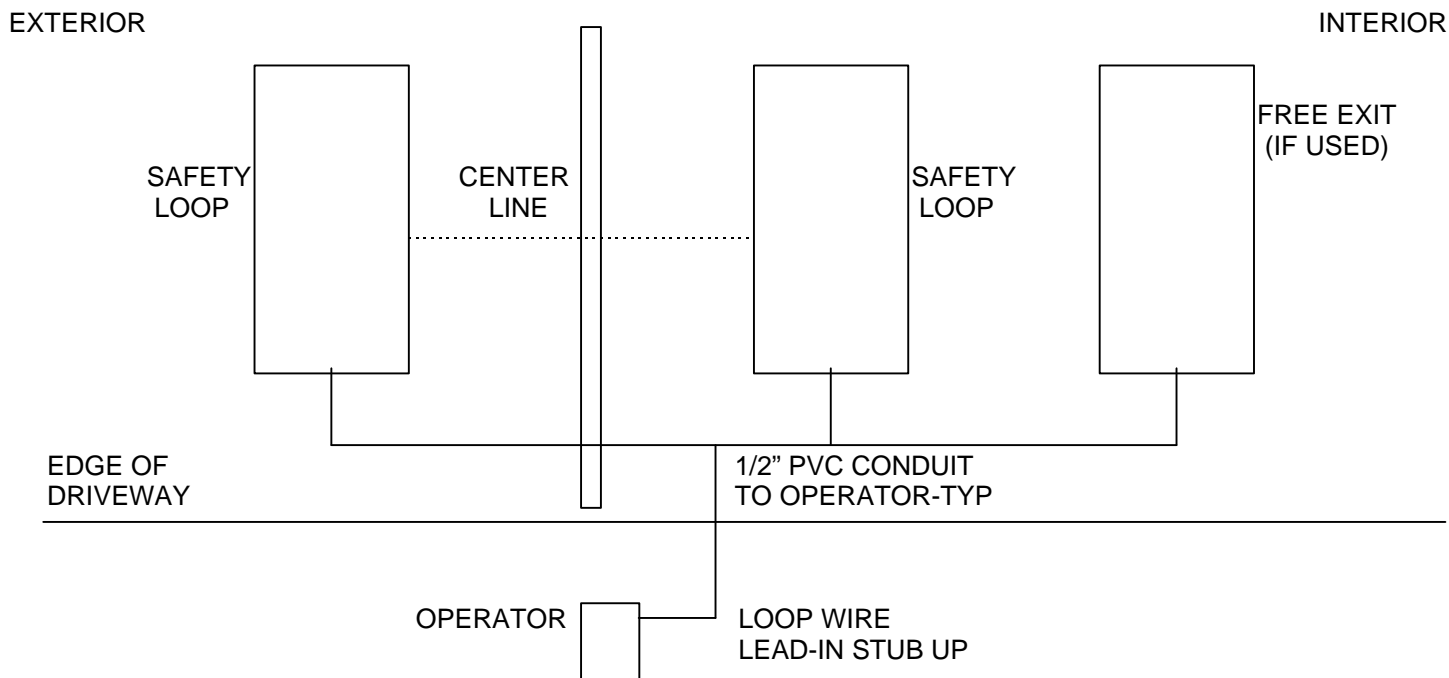 EXTERIOR
INTERIOR
FREE EXIT
(IF USED)
SAFETY
LOOP
CENTER
LINE
SAFETY
LOOP
EDGE OF
DRIVEWAY
1/2” PVC CONDUIT
TO OPERATOR-TYP
OPERATOR
LOOP WIRE
LEAD-IN STUB UP